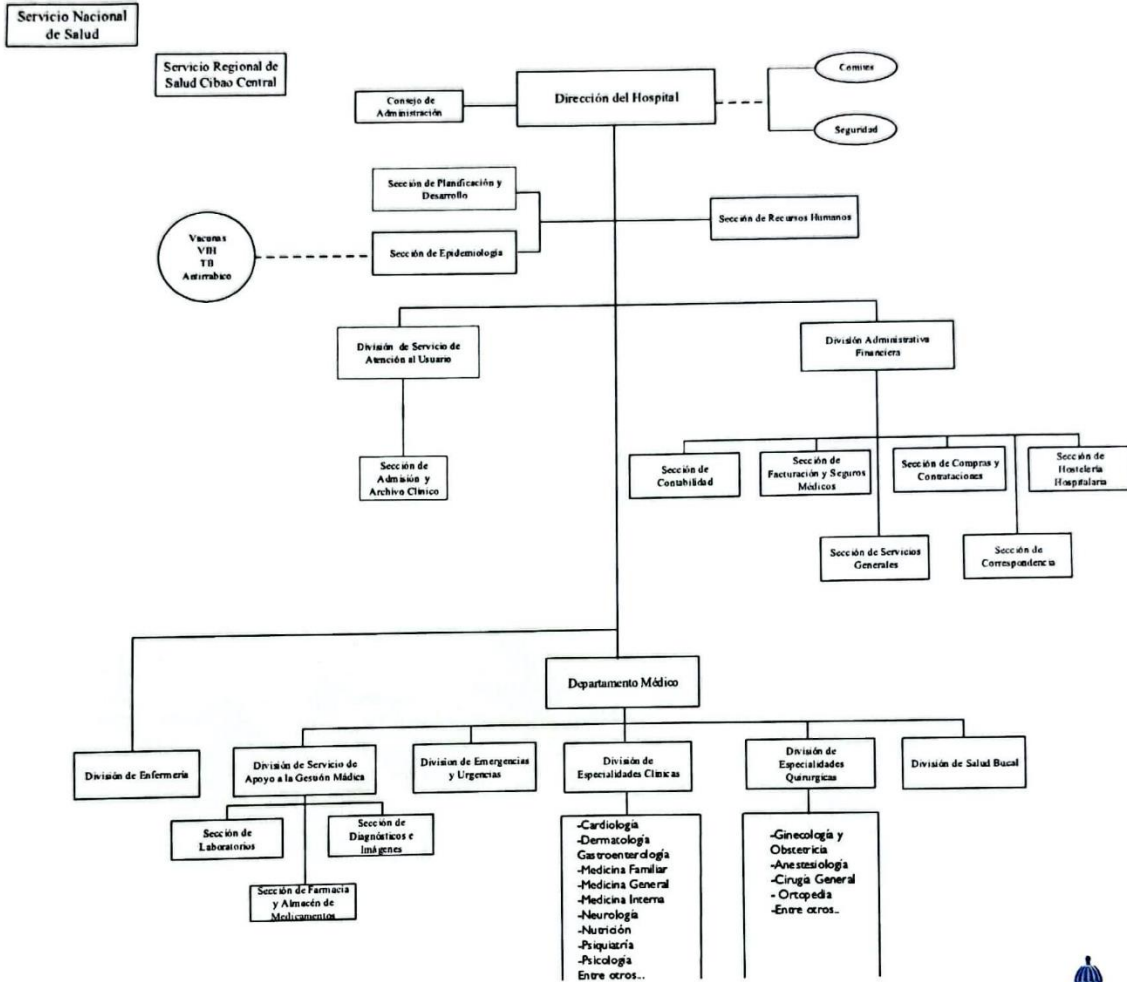 Servicio Nacional
de Salud
Servicio Regional de
Salud Cibao Central
Consejo de
Administración
Dirección del Hospital
Comites
Seguridad
Sección de Planificación y
Desarrollo
Sección de Recursos Humanos
Vacunas
VIH
TB
Antirrabico
Sección de Epidemiología
División de Servicio de
Atención al Usuario
División Administrativa
Financiera
Sección de
Admisión y
Archivo Clínico
Sección de
Contabilidad
Sección de
Facturación y Seguros
Médicos
Sección de Compras y
Contrataciones
Sección de
Hostelería
Hospitalaria
Sección de Servicios
Generales
Sección de
Correspondencia
Departamento Médico
División de Enfermería
División de Servicio de
Apoyo a la Gestión Mádica
Division de Emergencias
y Urgencias
División de
Especialidades Clínicas
División de
Especialidades
Quirurgicas
División de Salud Bucal
Sección de
Laboratorios
Sección de
Diagnósticos e
Imágenes
Sección de Farmacia
y Almacén de
Medicamentos
-Cardiología
-Dermatología
Gastroenterología
-Medicina Familiar
-Medicina General
-Medicina Interna
-Neurología
-Nutrición
-Psiquiatría
-Psicología
Entre otros...
-Ginecología y
Obstetricia
-Anestesiología
-Cirugía General
- Ortopedia
-Entre otros...